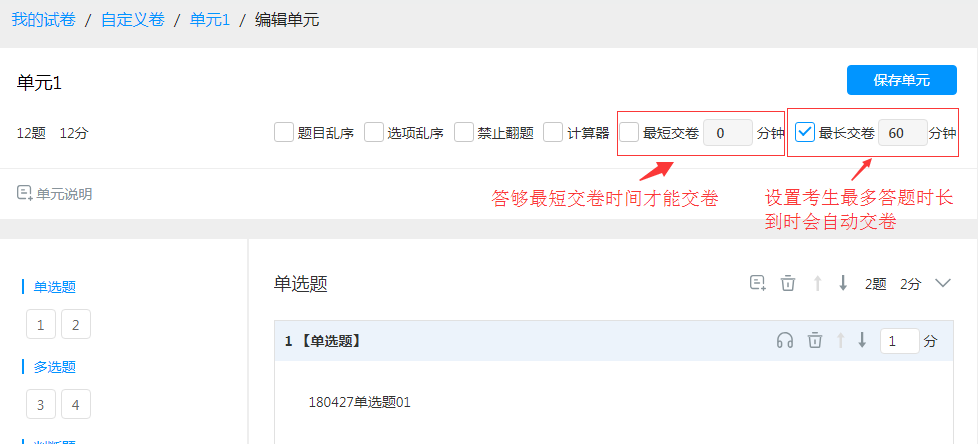 我的试卷 / 自定义卷 / 单元1 / 编辑单元
单元1
保存单元
12题 12分
题目乱序 选项乱序 禁止翻题 计算器 最短交卷 0 分钟 最长交卷 60 分钟
单元说明
答够最短交卷时间才能交卷
设置考生最多答题时长
到时会自动交卷
单选题
1 2
多选题
3 4
单选题 2题 2分
1 【单选题】 1 分
180427单选题01